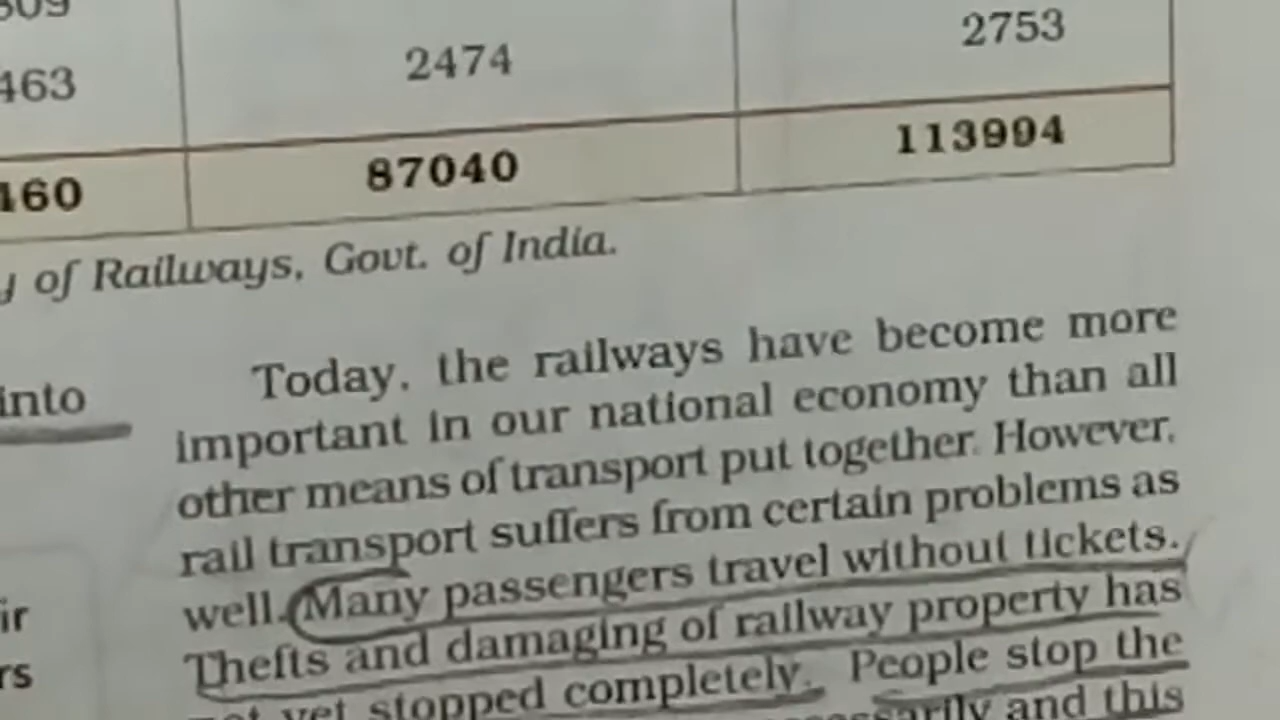 463 2474 2753
160 87040 113994
of Railways, Govt. of India.
into
Today, the railways have become more
important in our national economy than all
other means of transport put together. However,
rail transport suffers from certain problems as
well. Many passengers travel without tickets.
Thefts and damaging of railway property has
yet stopped completely. People stop the
and this
ir
rs